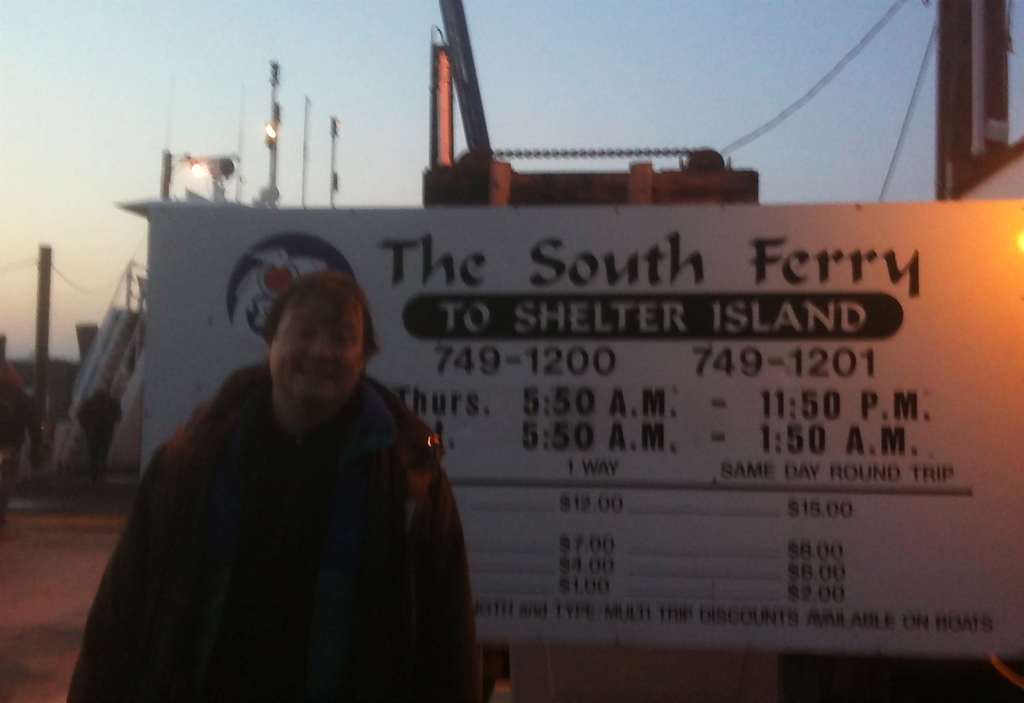 The South Ferry
TO SHELTER ISLAND
749-1200 749-1201
Thurs. 5:50 A.M. - 11:50 P.M.
5:50 A.M. - 1:50 A.M.
1 WAY SAME DAY ROUND TRIP
$12.00 $15.00
$7.00 $8.00
$4.00 $6.00
$1.00 $2.00
and TYPE MULTI TRIP DISCOUNTS AVAILABLE ON BOATS